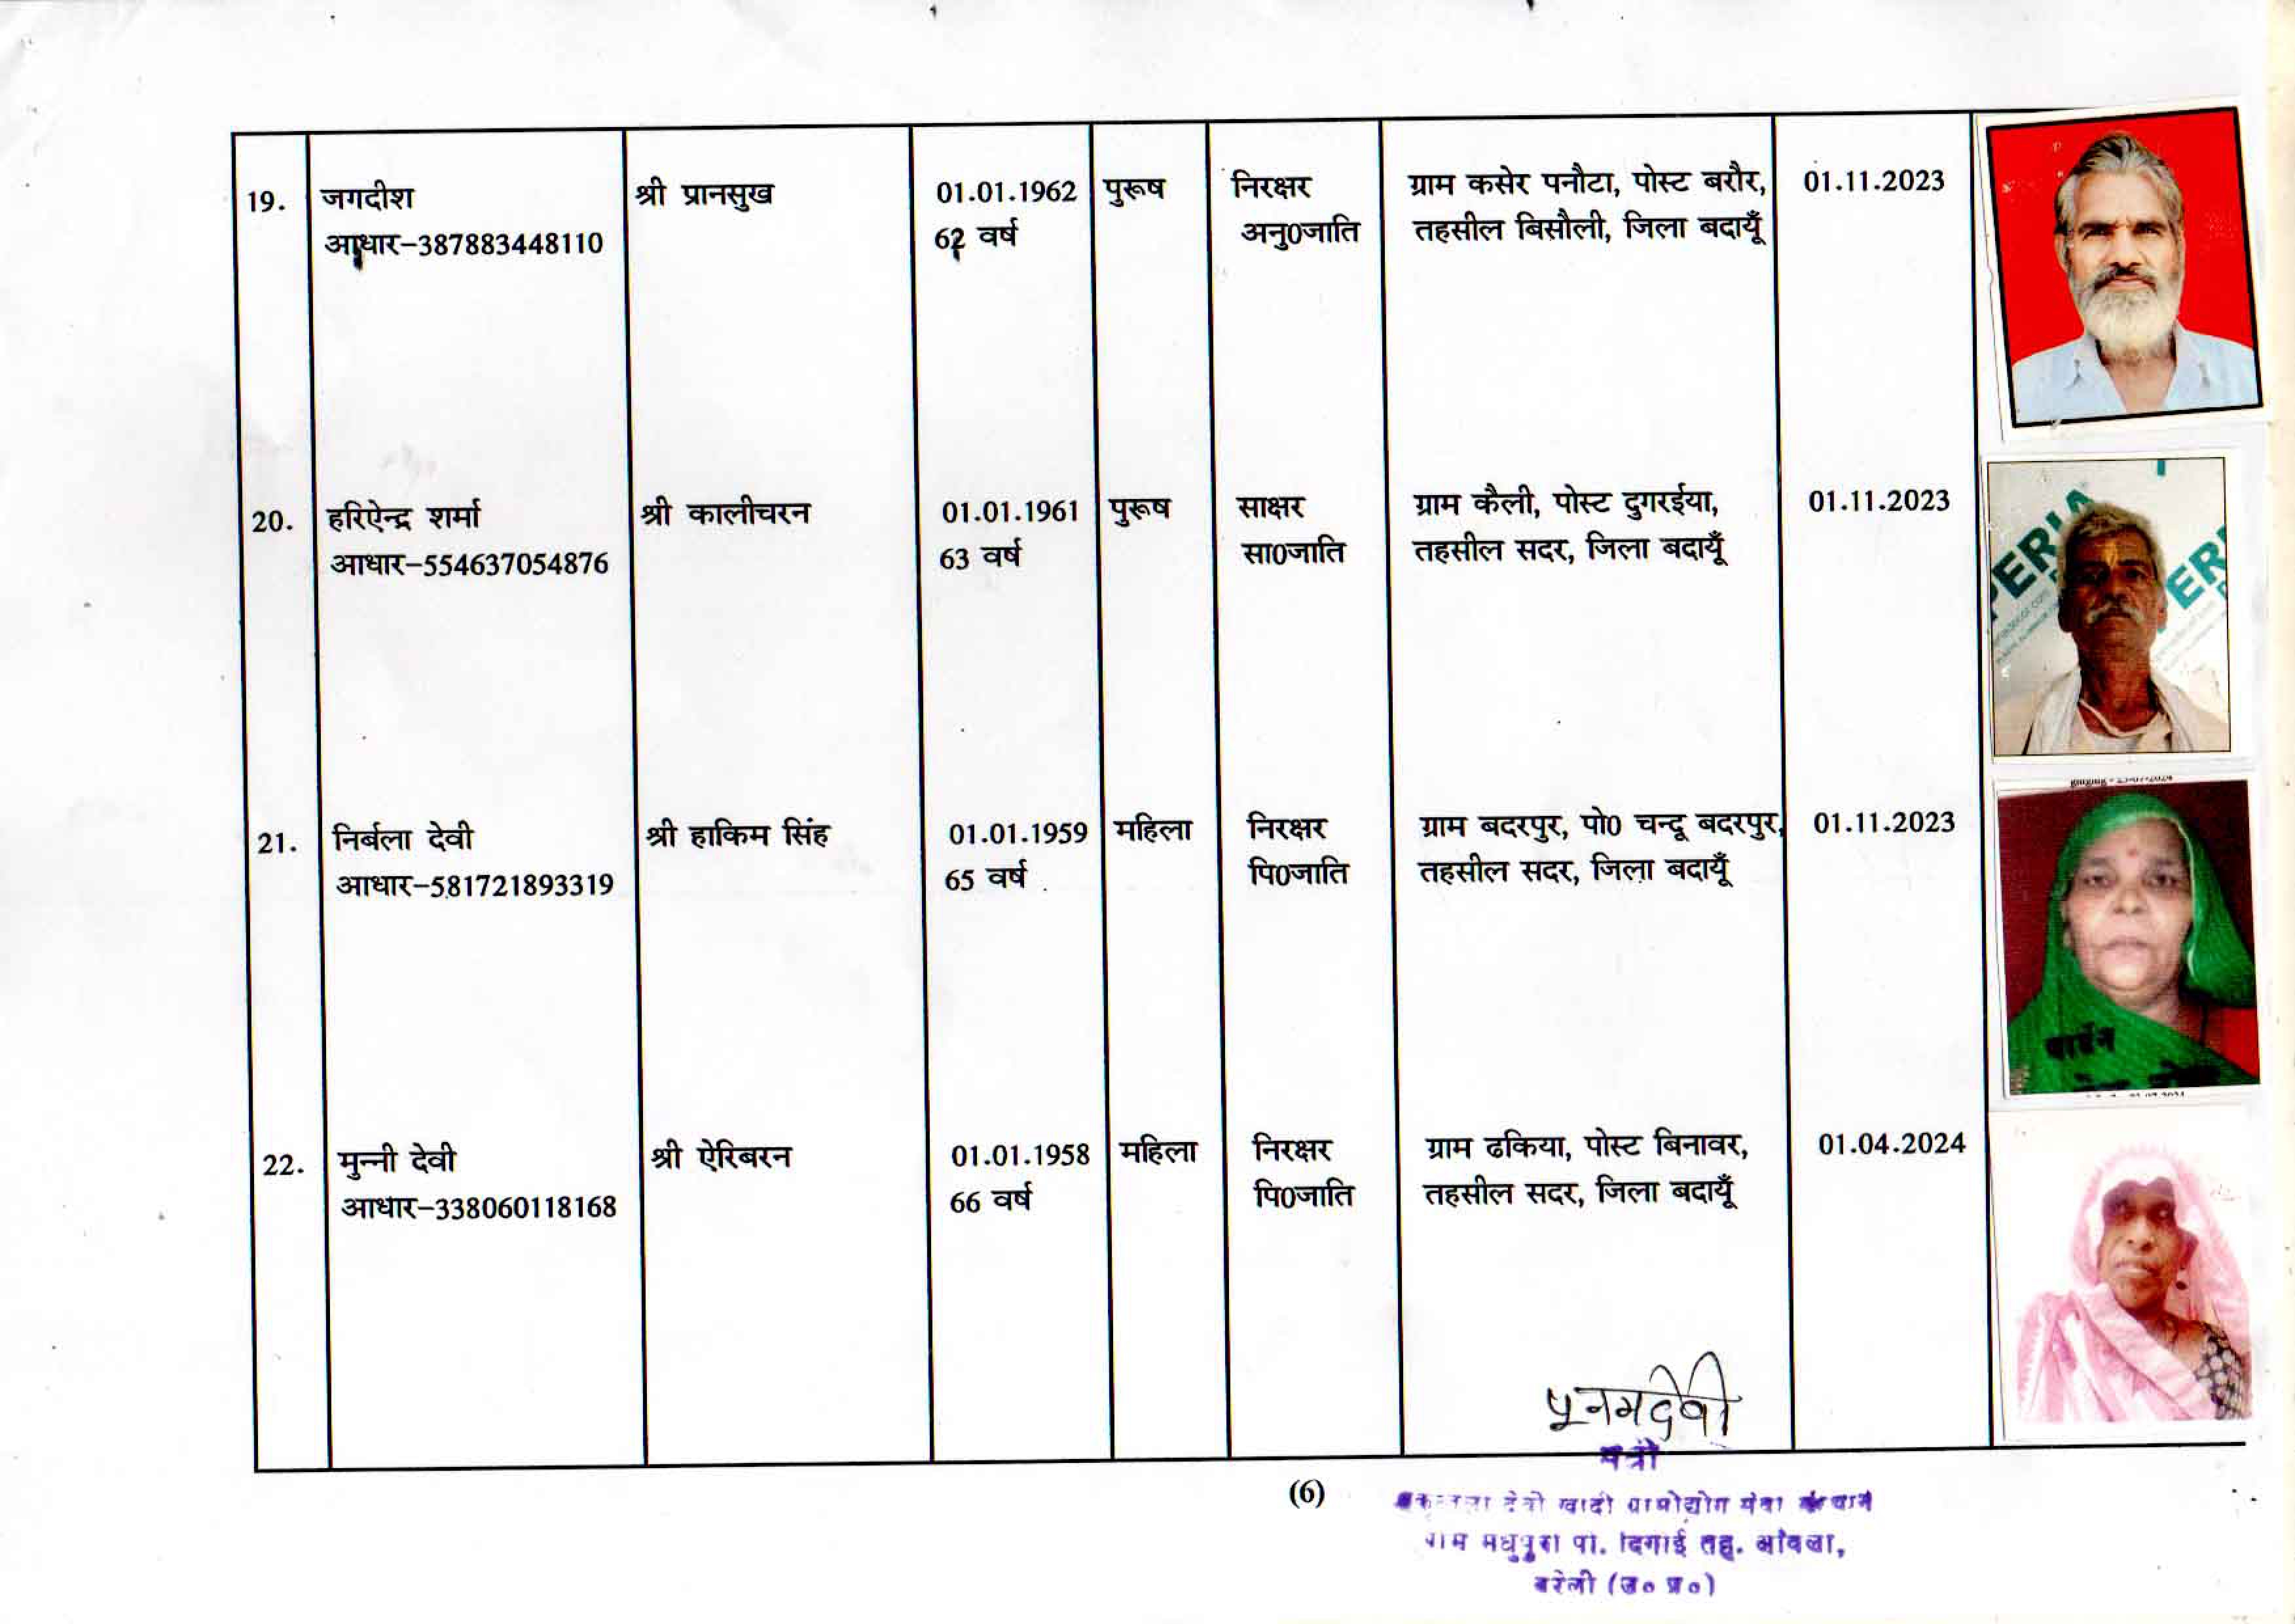 19.
जगदीश
आधार–387883448110
श्री प्रानसुख
01.01.1962
62 वर्ष
पुरूष
निरक्षर
अनु0जाति
ग्राम कसेर पनौटा, पोस्ट बरौर,
तहसील बिसौली, जिला बदायूँ
01.11.2023
20.
हरिऐन्द्र शर्मा
आधार–554637054876
श्री कालीचरन
01.01.1961
63 वर्ष
पुरूष
साक्षर
सा0जाति
ग्राम कैली, पोस्ट दुगरईया,
तहसील सदर, जिला बदायूँ
01.11.2023
21.
निर्बला देवी
आधार–581721893319
श्री हाकिम सिंह
01.01.1959
65 वर्ष
महिला
निरक्षर
पि0जाति
ग्राम बदरपुर, पो0 चन्दू बदरपुर,
तहसील सदर, जिला बदायूँ
01.11.2023
22.
मुन्नी देवी
आधार–338060118168
श्री ऐरिबरन
01.01.1958
66 वर्ष
महिला
निरक्षर
पि0जाति
ग्राम ढकिया, पोस्ट बिनावर,
तहसील सदर, जिला बदायूँ
01.04.2024
पूनमदेवी
मंत्री
(6)
देवी खादी ग्रामोद्योग सेवा संस्थान
ग्राम मधुपुरा पो. दिगाई तह. आंवला,
बरेली (उ० प्र०)